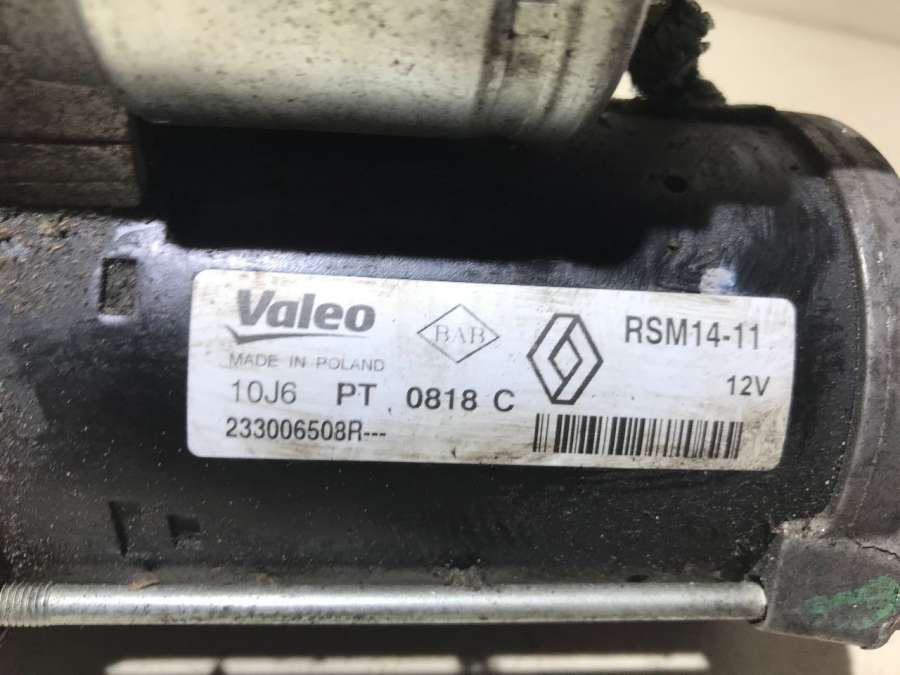 Valeo
MADE IN POLAND
BAB
RSM14-11
12V
10J6 PT 0818 C
233006508R---